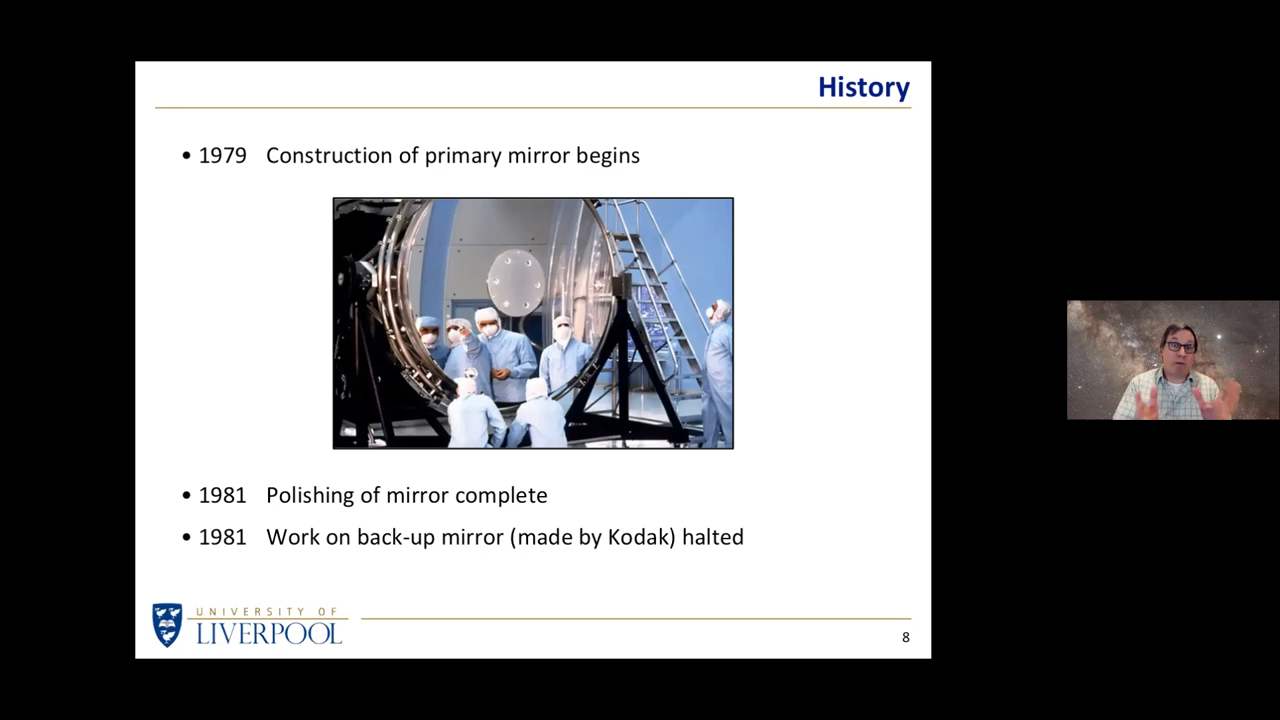 History
• 1979 Construction of primary mirror begins
• 1981 Polishing of mirror complete
• 1981 Work on back-up mirror (made by Kodak) halted
UNIVERSITY OF
LIVERPOOL
8